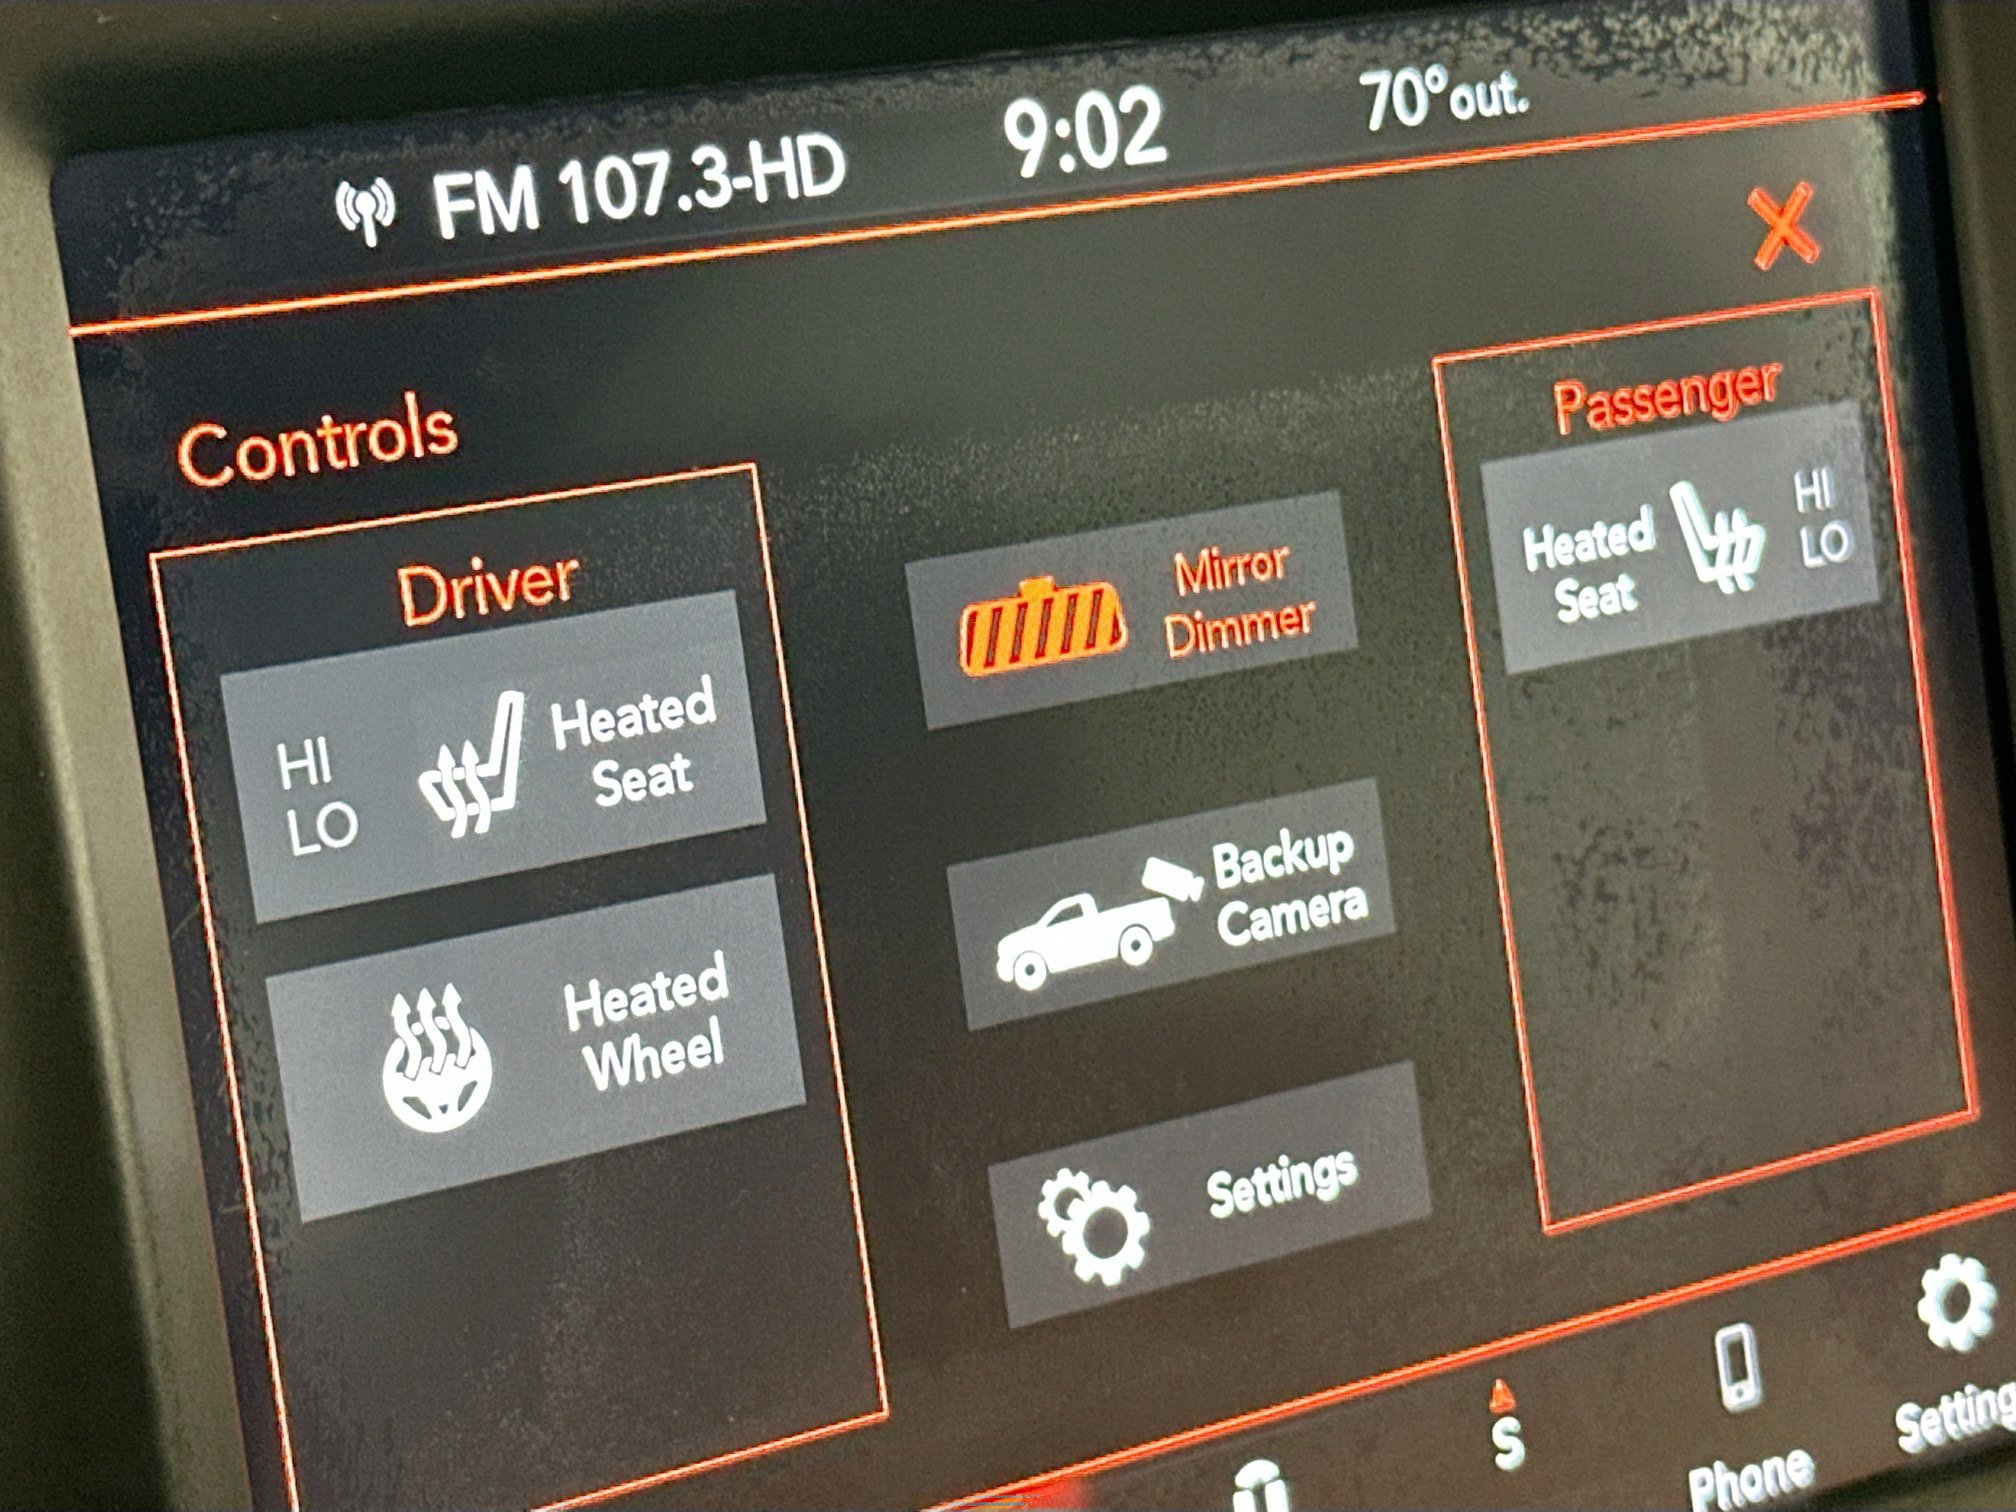 FM 107.3-HD
9:02
70°out.
Controls
Driver
HI
LO
Heated
Seat
Heated
Wheel
Mirror
Dimmer
Backup
Camera
Settings
Passenger
Heated
Seat
HI
LO
S
Phone
Setting